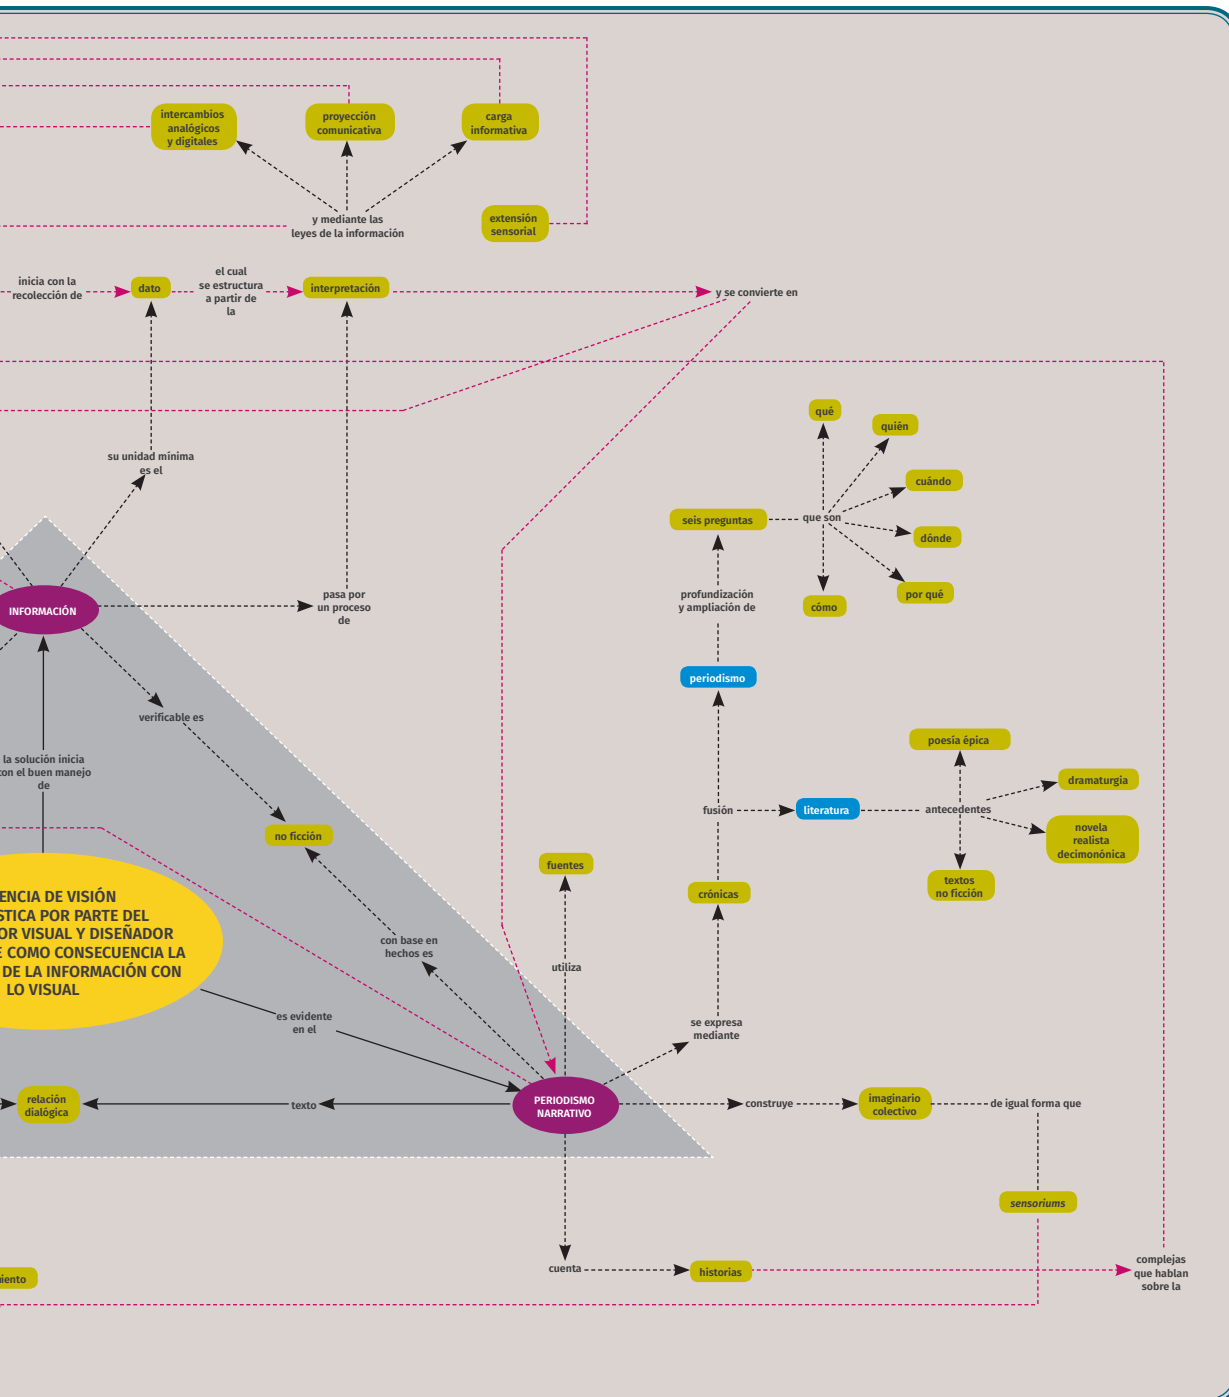 intercambios
analógicos
y digitales
proyección
comunicativa
carga
informativa
y mediante las
leyes de la información
extensión
sensorial
inicia con la
recolección de
dato
el cual
se estructura
a partir de
la
interpretación
y se convierte en
su unidad mínima
es el
qué
quién
cuándo
seis preguntas
que son
dónde
por qué
cómo
INFORMACIÓN
pasa por
un proceso
de
profundización
y ampliación de
periodismo
verificable es
la solución inicia
con el buen manejo
de
poesía épica
dramaturgia
fusión
literatura
antecedentes
novela
realista
decimonónica
textos
no ficción
no ficción
fuentes
crónicas
ENCIA DE VISIÓN
STICA POR PARTE DEL
OR VISUAL Y DISEÑADOR
E COMO CONSECUENCIA LA
DE LA INFORMACIÓN CON
LO VISUAL
con base en
hechos es
utiliza
es evidente
en el
se expresa
mediante
relación
dialógica
texto
PERIODISMO
NARRATIVO
construye
imaginario
colectivo
de igual forma que
sensoriums
cuenta
historias
complejas
que hablan
sobre la
iento